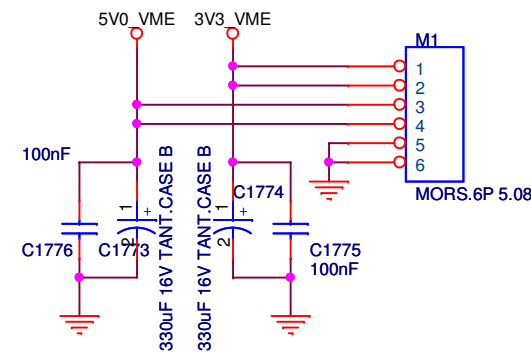 5V0_VME
3V3_VME
M1
1
2
3
4
5
6
MORS.6P 5.08
100nF
330uF 16V TANT.CASE B
330uF 16V TANT.CASE B
C1774
1
+
2
1
+
2
C1776
C1773
C1775
100nF